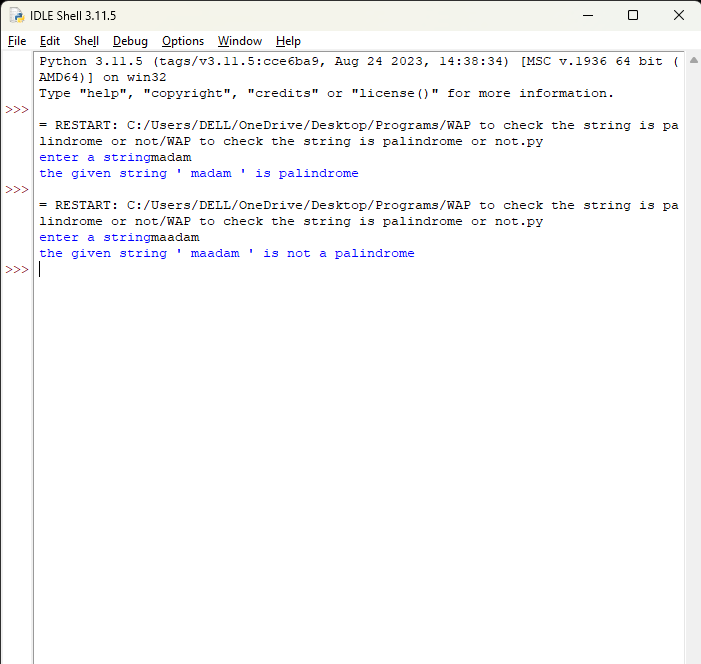 IDLE Shell 3.11.5
File Edit Shell Debug Options Window Help
Python 3.11.5 (tags/v3.11.5:cce6ba9, Aug 24 2023, 14:38:34) [MSC v.1936 64 bit (
AMD64)] on win32
Type "help", "copyright", "credits" or "license()" for more information.
>>>
= RESTART: C:/Users/DELL/OneDrive/Desktop/Programs/WAP to check the string is pa
lindrome or not/WAP to check the string is palindrome or not.py
enter a stringmadam
the given string ' madam ' is palindrome
>>>
= RESTART: C:/Users/DELL/OneDrive/Desktop/Programs/WAP to check the string is pa
lindrome or not/WAP to check the string is palindrome or not.py
enter a stringmaadam
the given string ' maadam ' is not a palindrome
>>>